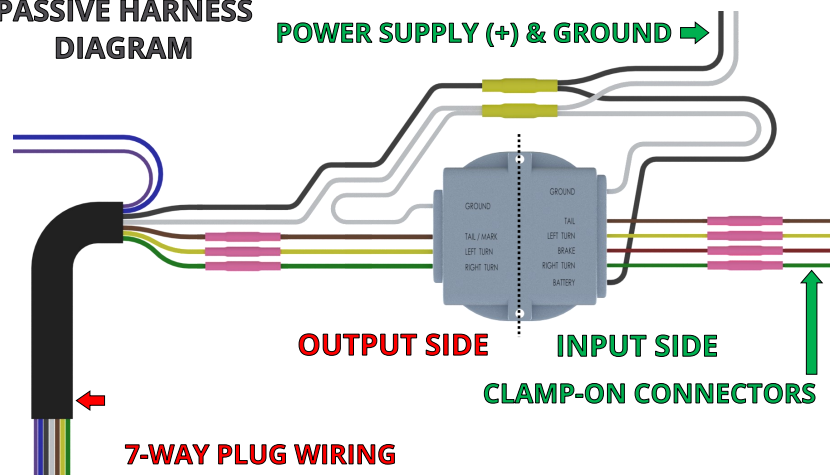 PASSIVE HARNESS
DIAGRAM
POWER SUPPLY (+) & GROUND
GROUND
TAIL / MARK
LEFT TURN
RIGHT TURN
GROUND
TAIL
LEFT TURN
BRAKE
RIGHT TURN
BATTERY
OUTPUT SIDE
INPUT SIDE
CLAMP-ON CONNECTORS
7-WAY PLUG WIRING